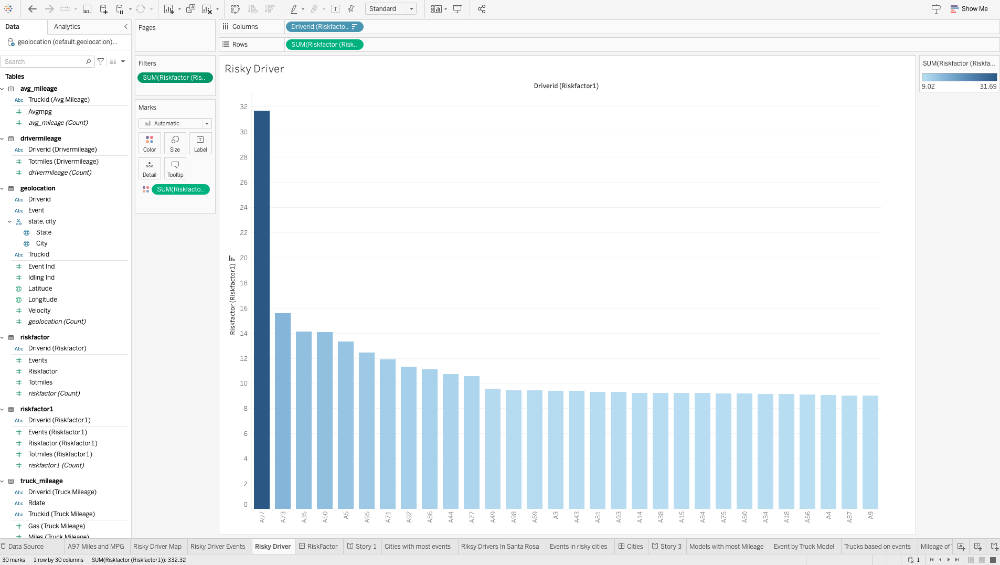 Standard
Show Me
Data
Analytics
geolocation (default.geolocation)...
Search
Tables
avg_mileage
Abc Truckid (Avg Mileage)
Avgmpg
avg_mileage (Count)
drivermileage
Abc Driverid (Drivermileage)
Totmiles (Drivermileage)
drivermileage (Count)
geolocation
Abc Driverid
Abc Event
state, city
State
City
Abc Truckid
Event Ind
Idling Ind
Latitude
Longitude
Velocity
geolocation (Count)
riskfactor
Abc Driverid (Riskfactor)
Events
Riskfactor
Totmiles
riskfactor (Count)
riskfactor1
Abc Driverid (Riskfactor1)
Events (Riskfactor1)
Riskfactor (Riskfactor1)
Totmiles (Riskfactor1)
riskfactor1 (Count)
truck_mileage
Abc Driverid (Truck Mileage)
Abc Rdate
Abc Truckid (Truck Mileage)
Gas (Truck Mileage)
Miles (Truck Mileage)
Pages
Filters
SUM(Riskfactor (Ris..
Marks
Automatic
Color
Size
Label
Detail
Tooltip
SUM(Riskfacto..
Columns
Driverid (Riskfacto..
Rows
SUM(Riskfactor (Risk..
Risky Driver
Driverid (Riskfactor1)
Riskfactor (Riskfactor1)
32
30
28
26
24
22
20
18
16
14
12
10
8
6
4
2
0
A97
A73
A35
A50
A5
A95
A71
A92
A86
A44
A77
A49
A98
A69
A3
A43
A81
A93
A14
A38
A15
A84
A75
A60
A34
A18
A66
A4
A87
A9
SUM(Riskfactor (Riskfa...
9.02
31.69
Data Source
A97 Miles and MPG
Risky Driver Map
Risky Driver Events
Risky Driver
RiskFactor
Story 1
Cities with most events
Riksy Drivers In Santa Rosa
Events in risky cities
Cities
Story 3
Models with most Mileage
Event by Truck Model
Trucks based on events
Mileage of
30 marks
1 row by 30 columns
SUM(Riskfactor (Riskfactor1)): 332.32
1